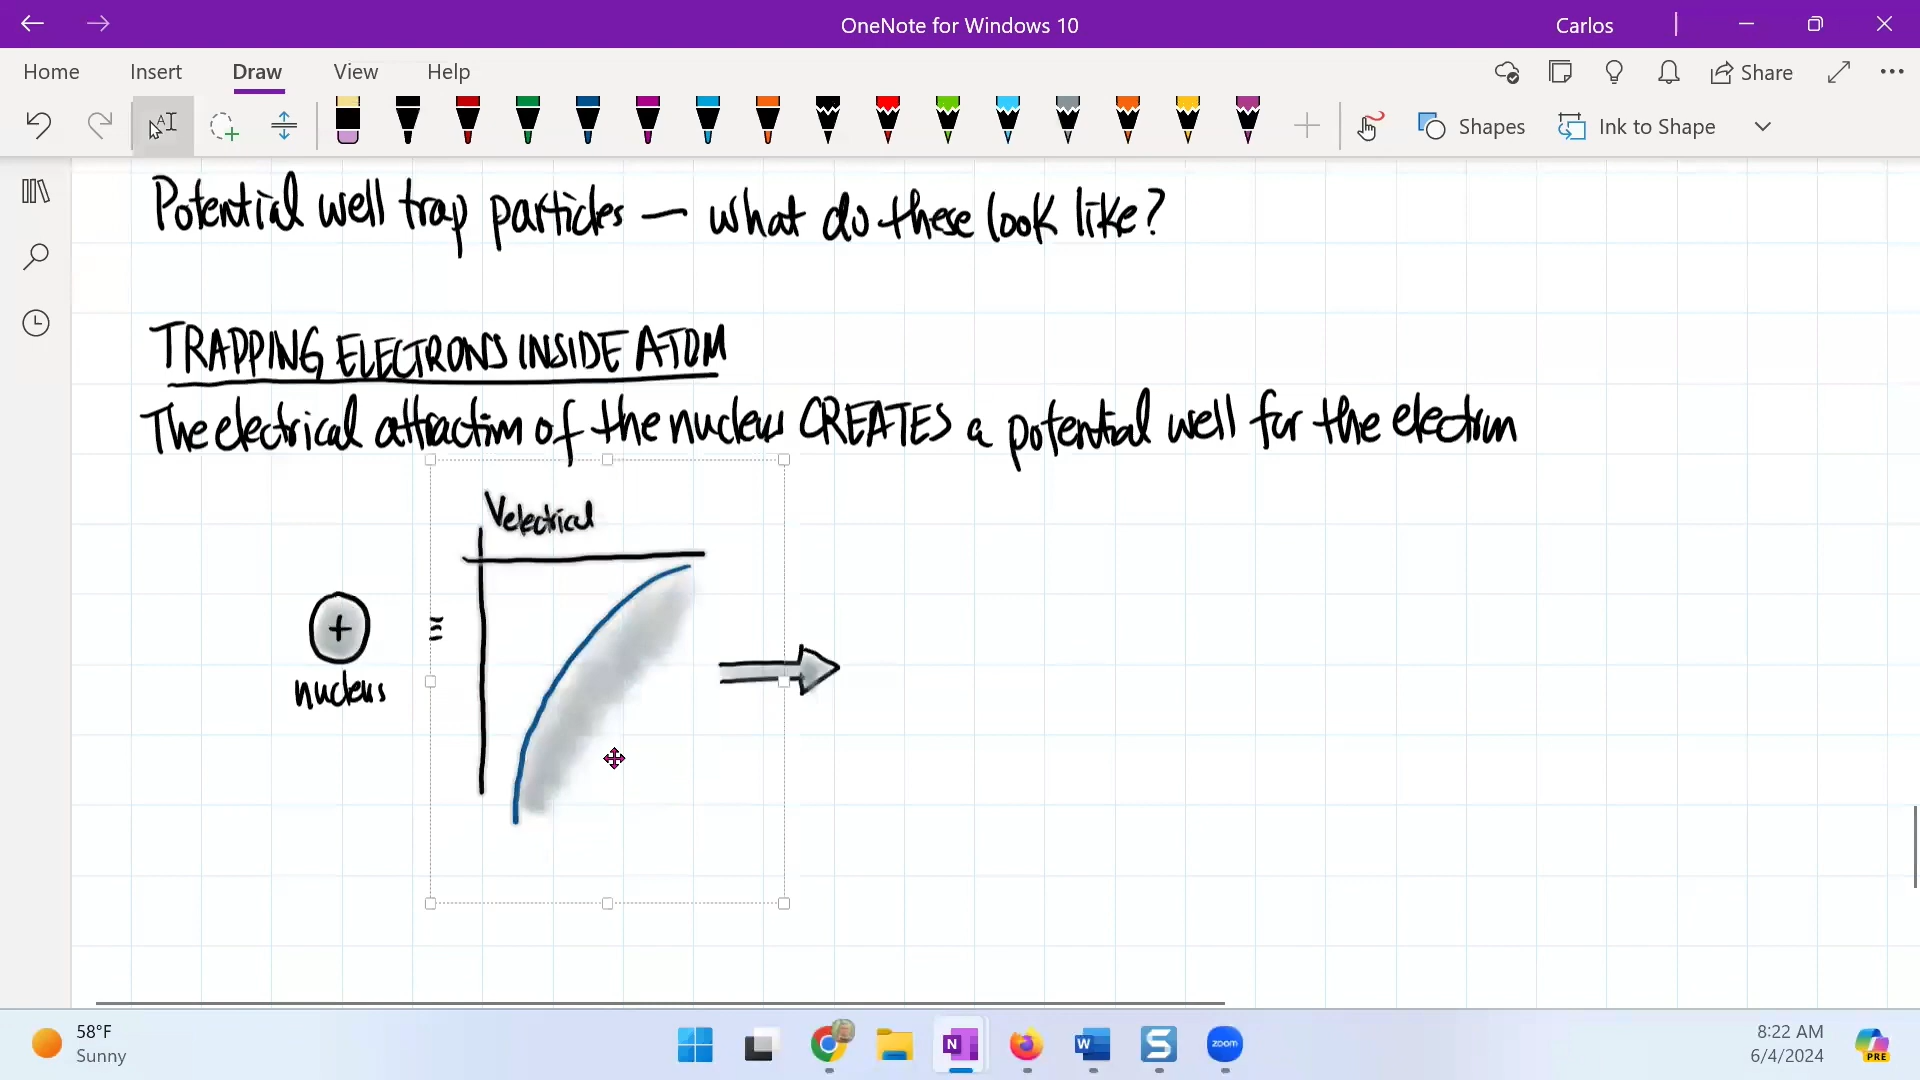 OneNote for Windows 10
Carlos
Home Insert Draw View Help
Share
Shapes Ink to Shape
Potential well trap particles — what do these look like?
TRAPPING ELECTRONS INSIDE ATOM
The electrical attraction of the nucleus CREATES a potential well for the electron
Velectrical
+
≡
nucleus
58°F
Sunny
N
W
S
zoom
8:22 AM
6/4/2024
PRE